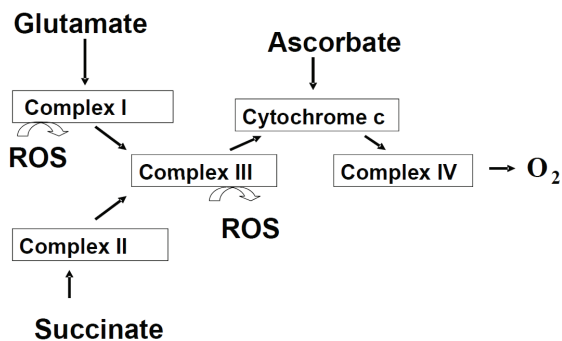 Glutamate
Ascorbate
Complex I
Cytochrome c
ROS
Complex III
Complex IV
O2
ROS
Complex II
Succinate